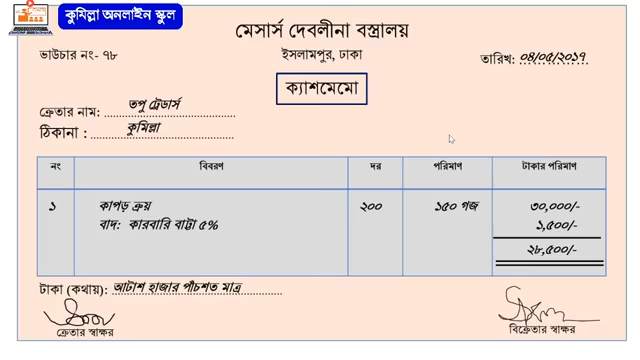 কুমিল্লা অনলাইন স্কুল
মেসার্স দেবলীনা বস্ত্রালয়
ভাউচার নং- ৭৮ ইসলামপুর, ঢাকা তারিখ: ০৪/০৫/২০১৭
ক্যাশমেমো
ক্রেতার নাম: তপু ট্রেডার্স
ঠিকানা : কুমিল্লা
নং বিবরণ দর পরিমাণ টাকার পরিমাণ
১ কাপড় ক্রয় ২০০ ১৫০ গজ ৩০,০০০/-
বাদ: কারবারি বাট্টা ৫% ১,৫০০/-
২৮,৫০০/-
টাকা (কথায়): আটাশ হাজার পাঁচশত মাত্র
ক্রেতার স্বাক্ষর বিক্রেতার স্বাক্ষর